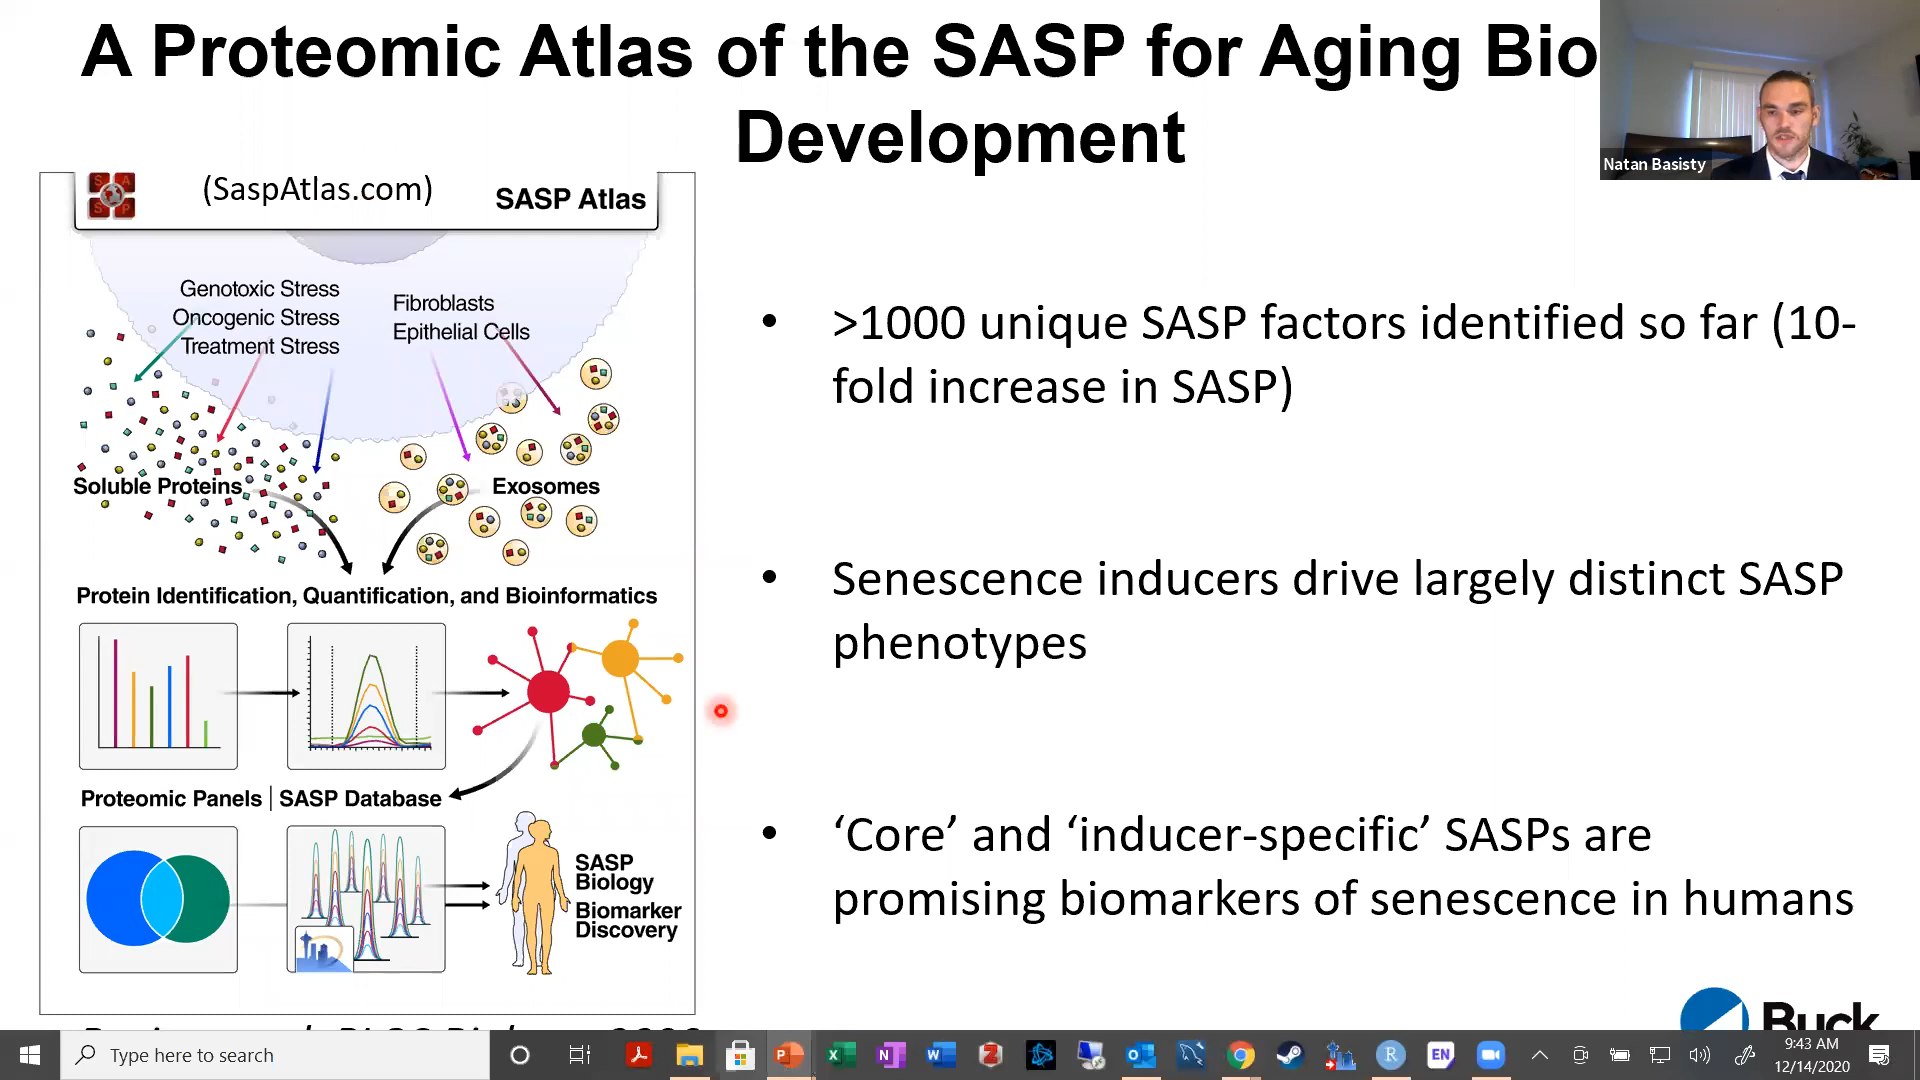 A Proteomic Atlas of the SASP for Aging Bio
Development
Natan Basisty
S A
S P
(SaspAtlas.com)
SASP Atlas
Genotoxic Stress
Oncogenic Stress
Treatment Stress
Fibroblasts
Epithelial Cells
Soluble Proteins
Exosomes
Protein Identification, Quantification, and Bioinformatics
Proteomic Panels | SASP Database
SASP
Biology
Biomarker
Discovery
• >1000 unique SASP factors identified so far (10-
fold increase in SASP)
• Senescence inducers drive largely distinct SASP
phenotypes
• ‘Core’ and ‘inducer-specific’ SASPs are
promising biomarkers of senescence in humans
Buck
Type here to search
EN
9:43 AM
12/14/2020